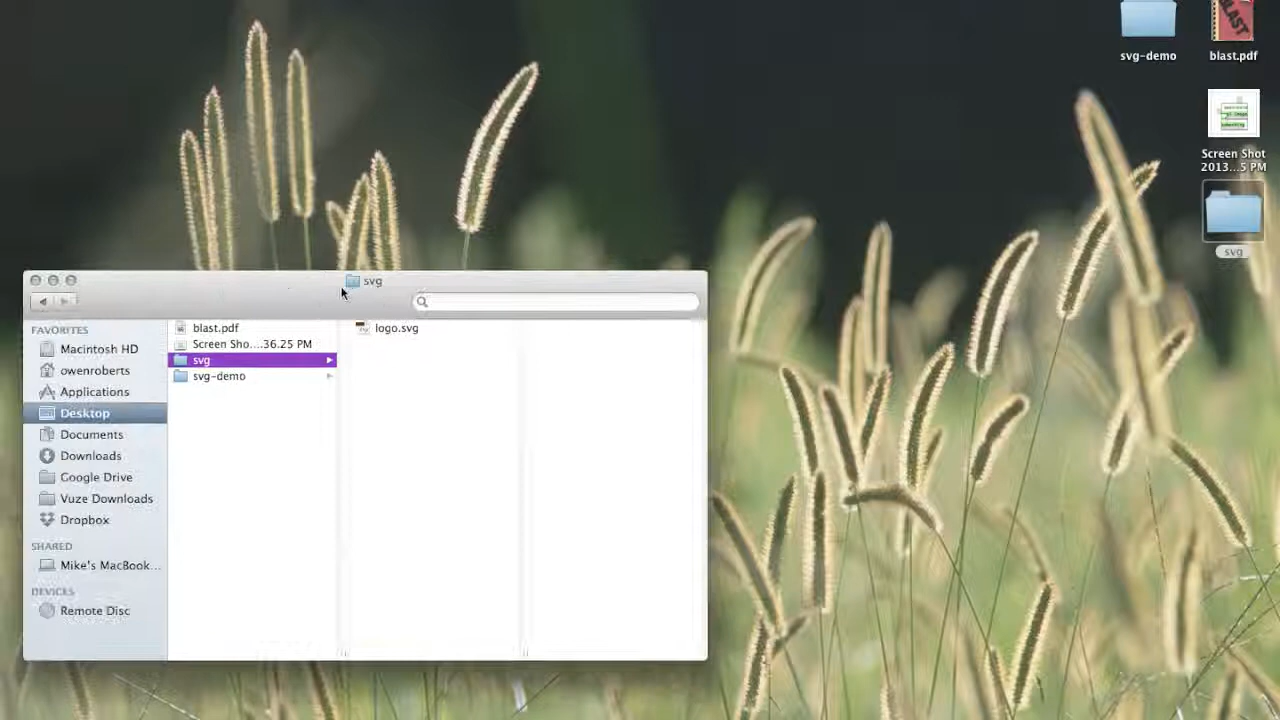 svg-demo
blast.pdf
BLAST
Screen Shot
2013...5 PM
svg
svg
FAVORITES
Macintosh HD
owenroberts
Applications
Desktop
Documents
Downloads
Google Drive
Vuze Downloads
Dropbox
SHARED
Mike's MacBook...
DEVICES
Remote Disc
blast.pdf
Screen Sho....36.25 PM
svg
svg-demo
logo.svg